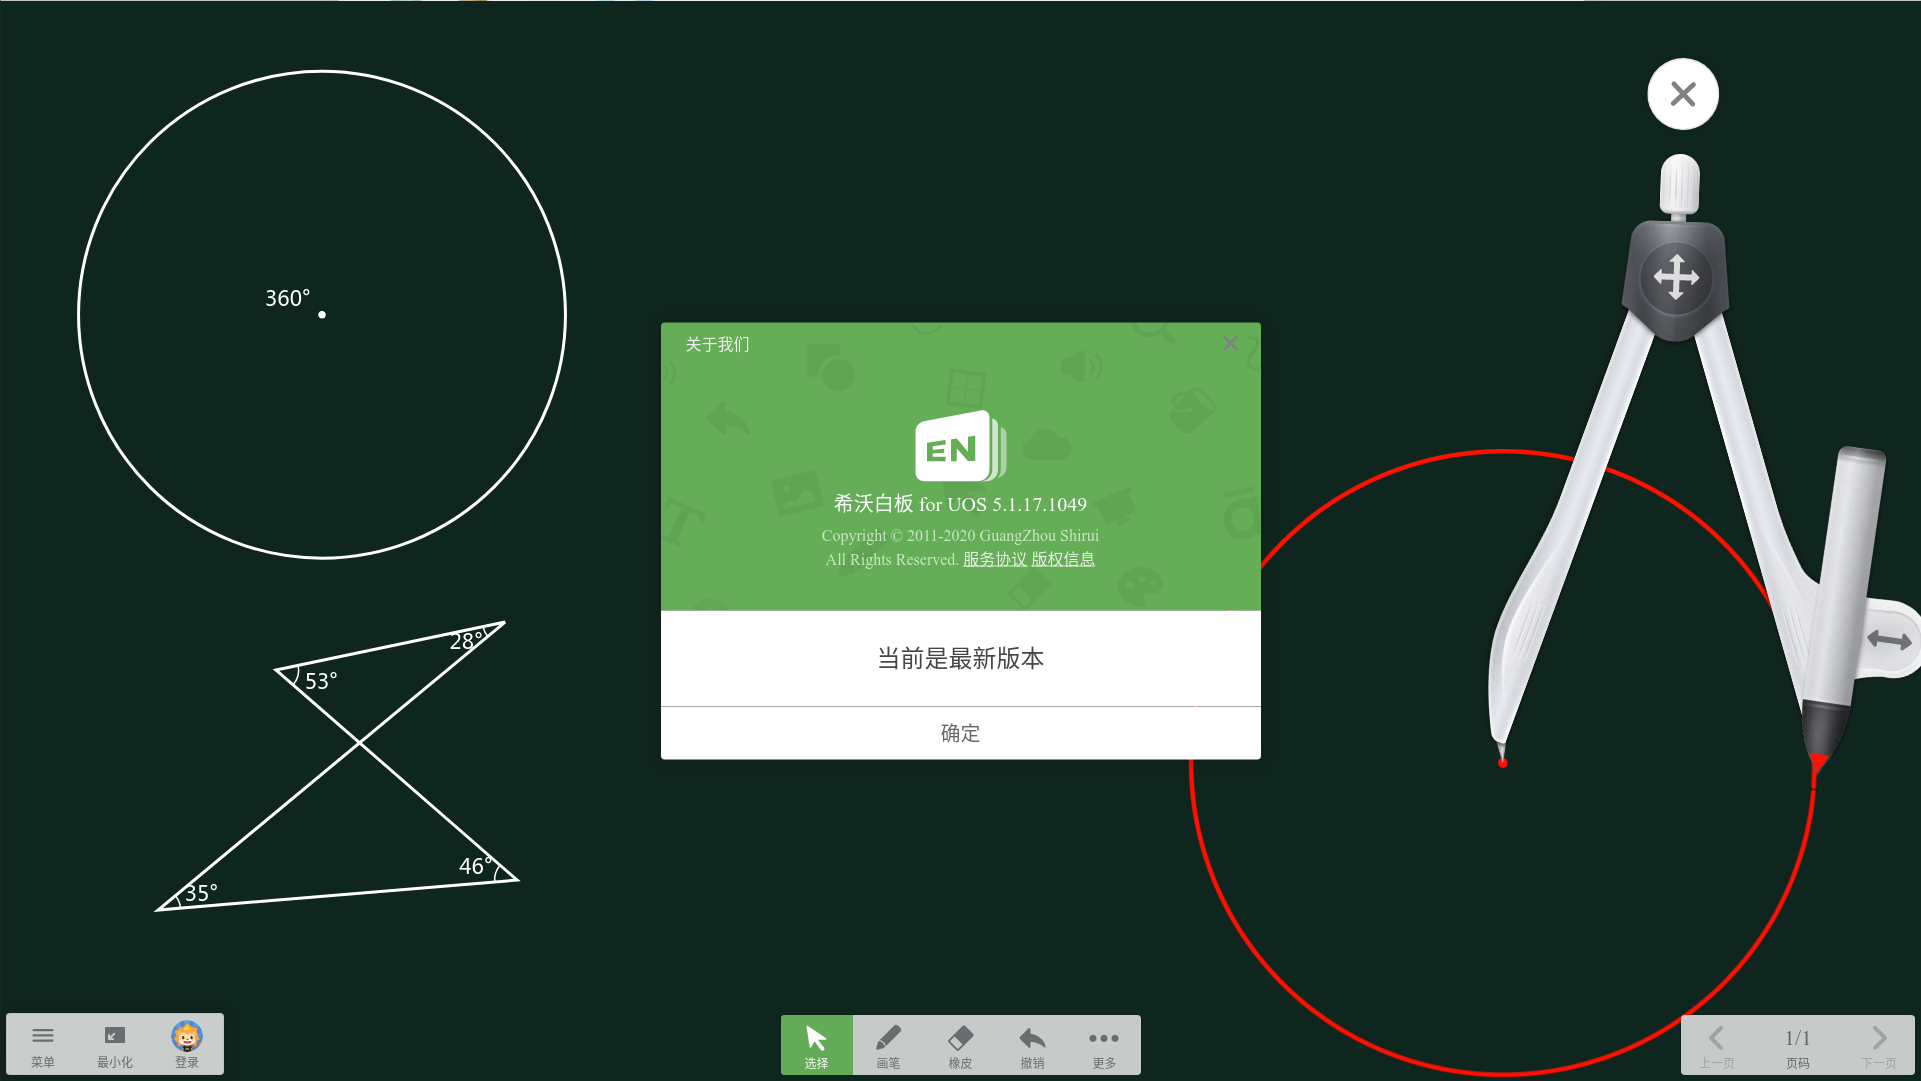 360°
28°
53°
46°
35°
关于我们
EN
希沃白板 for UOS 5.1.17.1049
Copyright © 2011-2020 GuangZhou Shirui
All Rights Reserved. 服务协议 版权信息
当前是最新版本
确定
菜单 最小化 登录
选择 画笔 橡皮 撤销 更多
1/1
上一页 页码 下一页